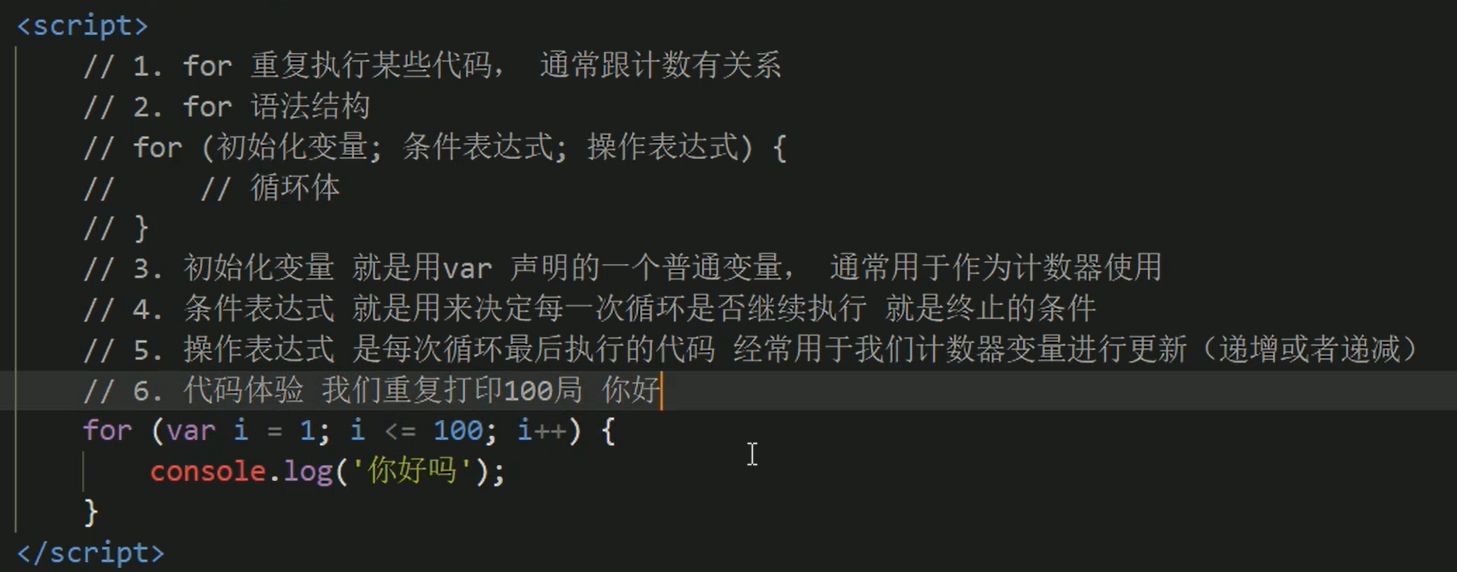 <script>
// 1. for 重复执行某些代码， 通常跟计数有关系
// 2. for 语法结构
// for (初始化变量; 条件表达式; 操作表达式) {
//     // 循环体
// }
// 3. 初始化变量 就是用var 声明的一个普通变量， 通常用于作为计数器使用
// 4. 条件表达式 就是用来决定每一次循环是否继续执行 就是终止的条件
// 5. 操作表达式 是每次循环最后执行的代码 经常用于我们计数器变量进行更新（递增或者递减）
// 6. 代码体验 我们重复打印100局 你好
for (var i = 1; i <= 100; i++) {
console.log('你好吗');
}
</script>